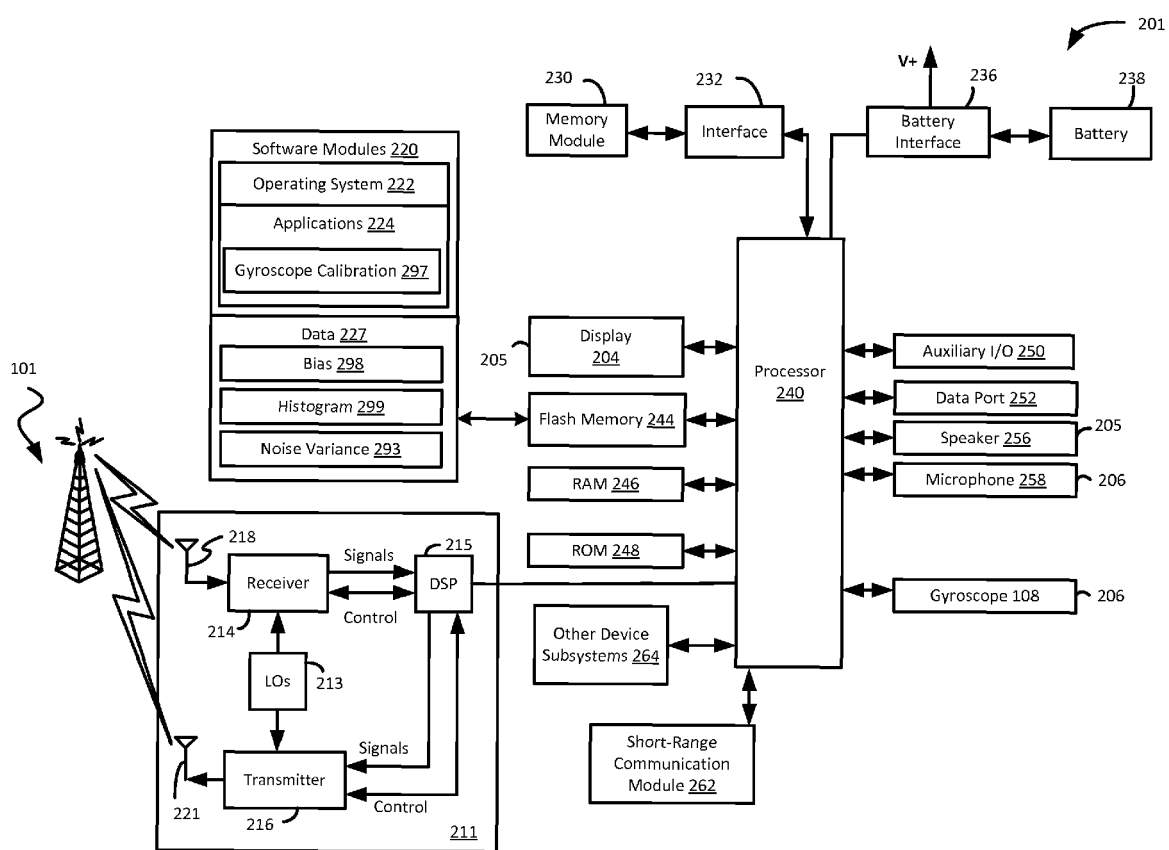 201
V+
230
232
236
238
Memory
Module
Interface
Battery
Interface
Battery
Software Modules 220
Operating System 222
Applications 224
Gyroscope Calibration 297
Data 227
Bias 298
Histogram 299
Noise Variance 293
101
205
Display
204
Flash Memory 244
RAM 246
ROM 248
Other Device
Subsystems 264
Processor
240
Auxiliary I/O 250
Data Port 252
Speaker 256
205
Microphone 258
206
Gyroscope 108
206
Short-Range
Communication
Module 262
218
Receiver
214
Signals
Control
215
DSP
LOs
213
Signals
Transmitter
Control
221
216
211